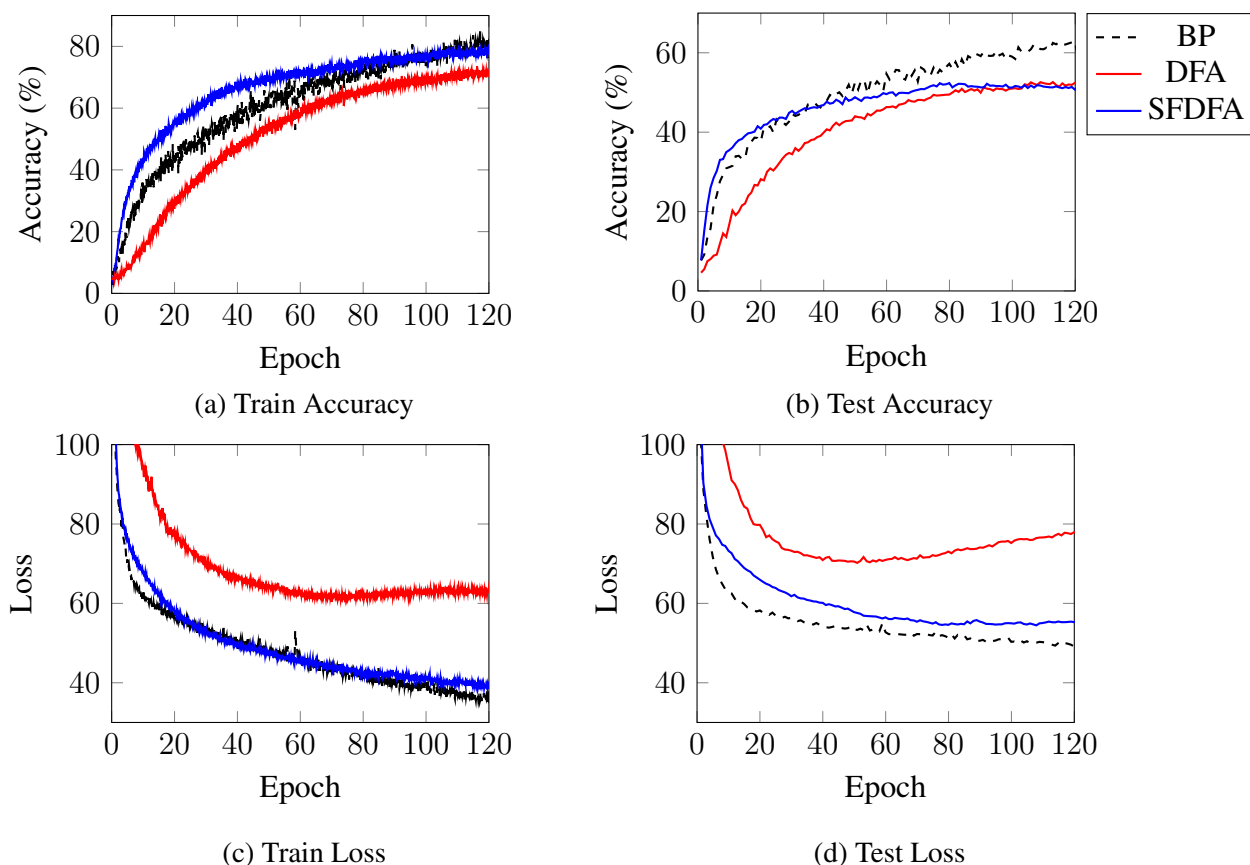 80
60
40
20
0
0 20 40 60 80 100 120
Accuracy (%)
Epoch
(a) Train Accuracy
60
40
20
0
0 20 40 60 80 100 120
Accuracy (%)
Epoch
(b) Test Accuracy
BP
DFA
SFDFA
100
80
60
40
0 20 40 60 80 100 120
Loss
Epoch
(c) Train Loss
100
80
60
40
0 20 40 60 80 100 120
Loss
Epoch
(d) Test Loss